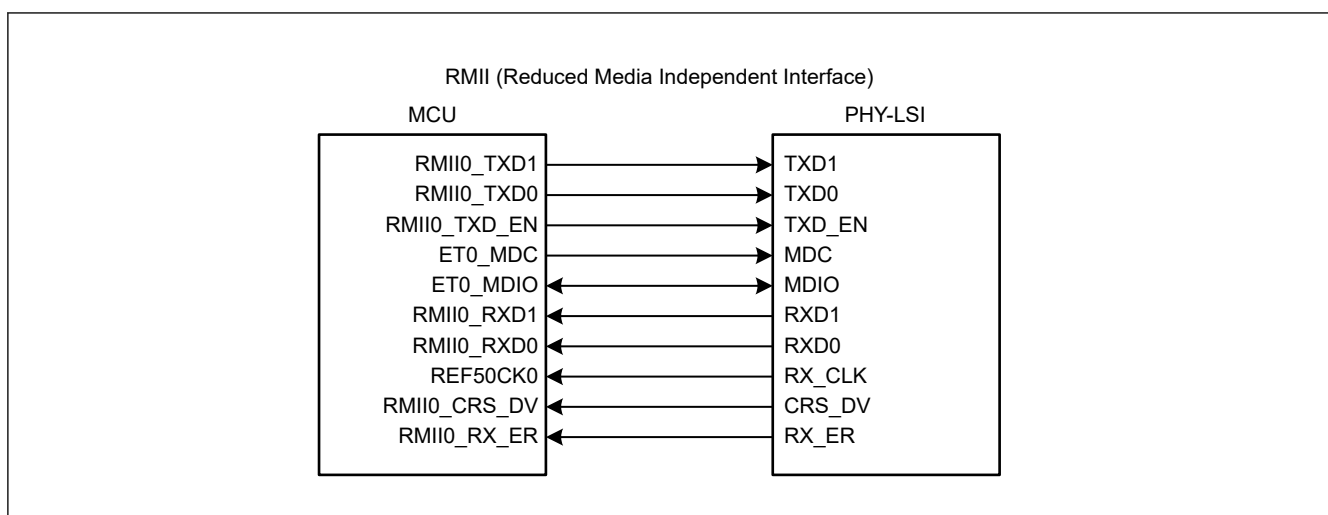 RMII (Reduced Media Independent Interface)
MCU PHY-LSI
RMII0_TXD1 TXD1
RMII0_TXD0 TXD0
RMII0_TXD_EN TXD_EN
ET0_MDC MDC
ET0_MDIO MDIO
RMII0_RXD1 RXD1
RMII0_RXD0 RXD0
REF50CK0 RX_CLK
RMII0_CRS_DV CRS_DV
RMII0_RX_ER RX_ER